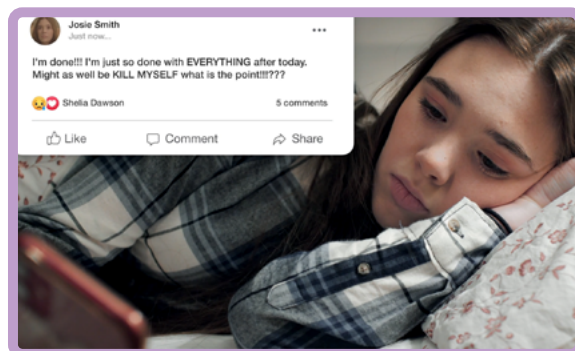 Josie Smith
Just now...
I'm done!!! I'm just so done with EVERYTHING after today.
Might as well be KILL MYSELF what is the point!!!???
Shelia Dawson
5 comments
Like
Comment
Share